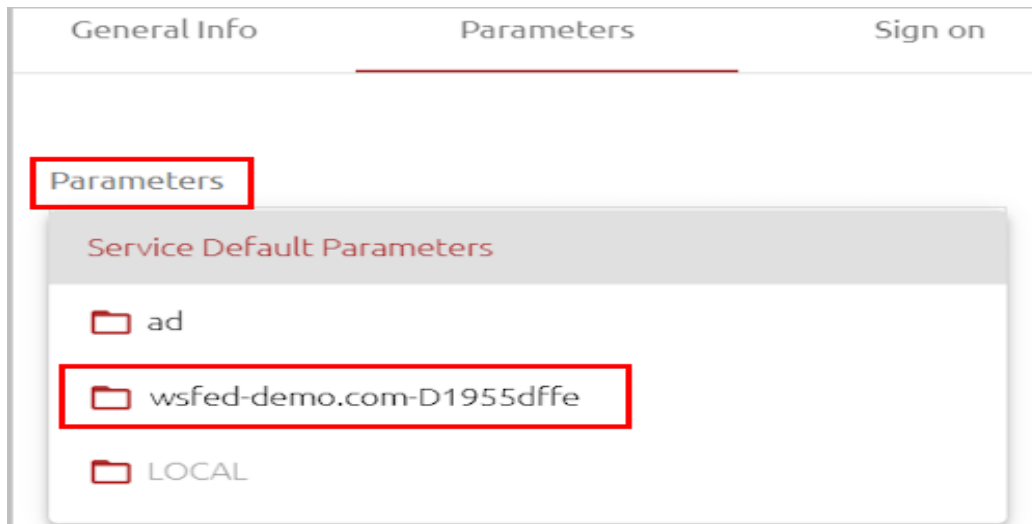 General Info Parameters Sign on
Parameters
Service Default Parameters
ad
wsfed-demo.com-D1955dffe
LOCAL